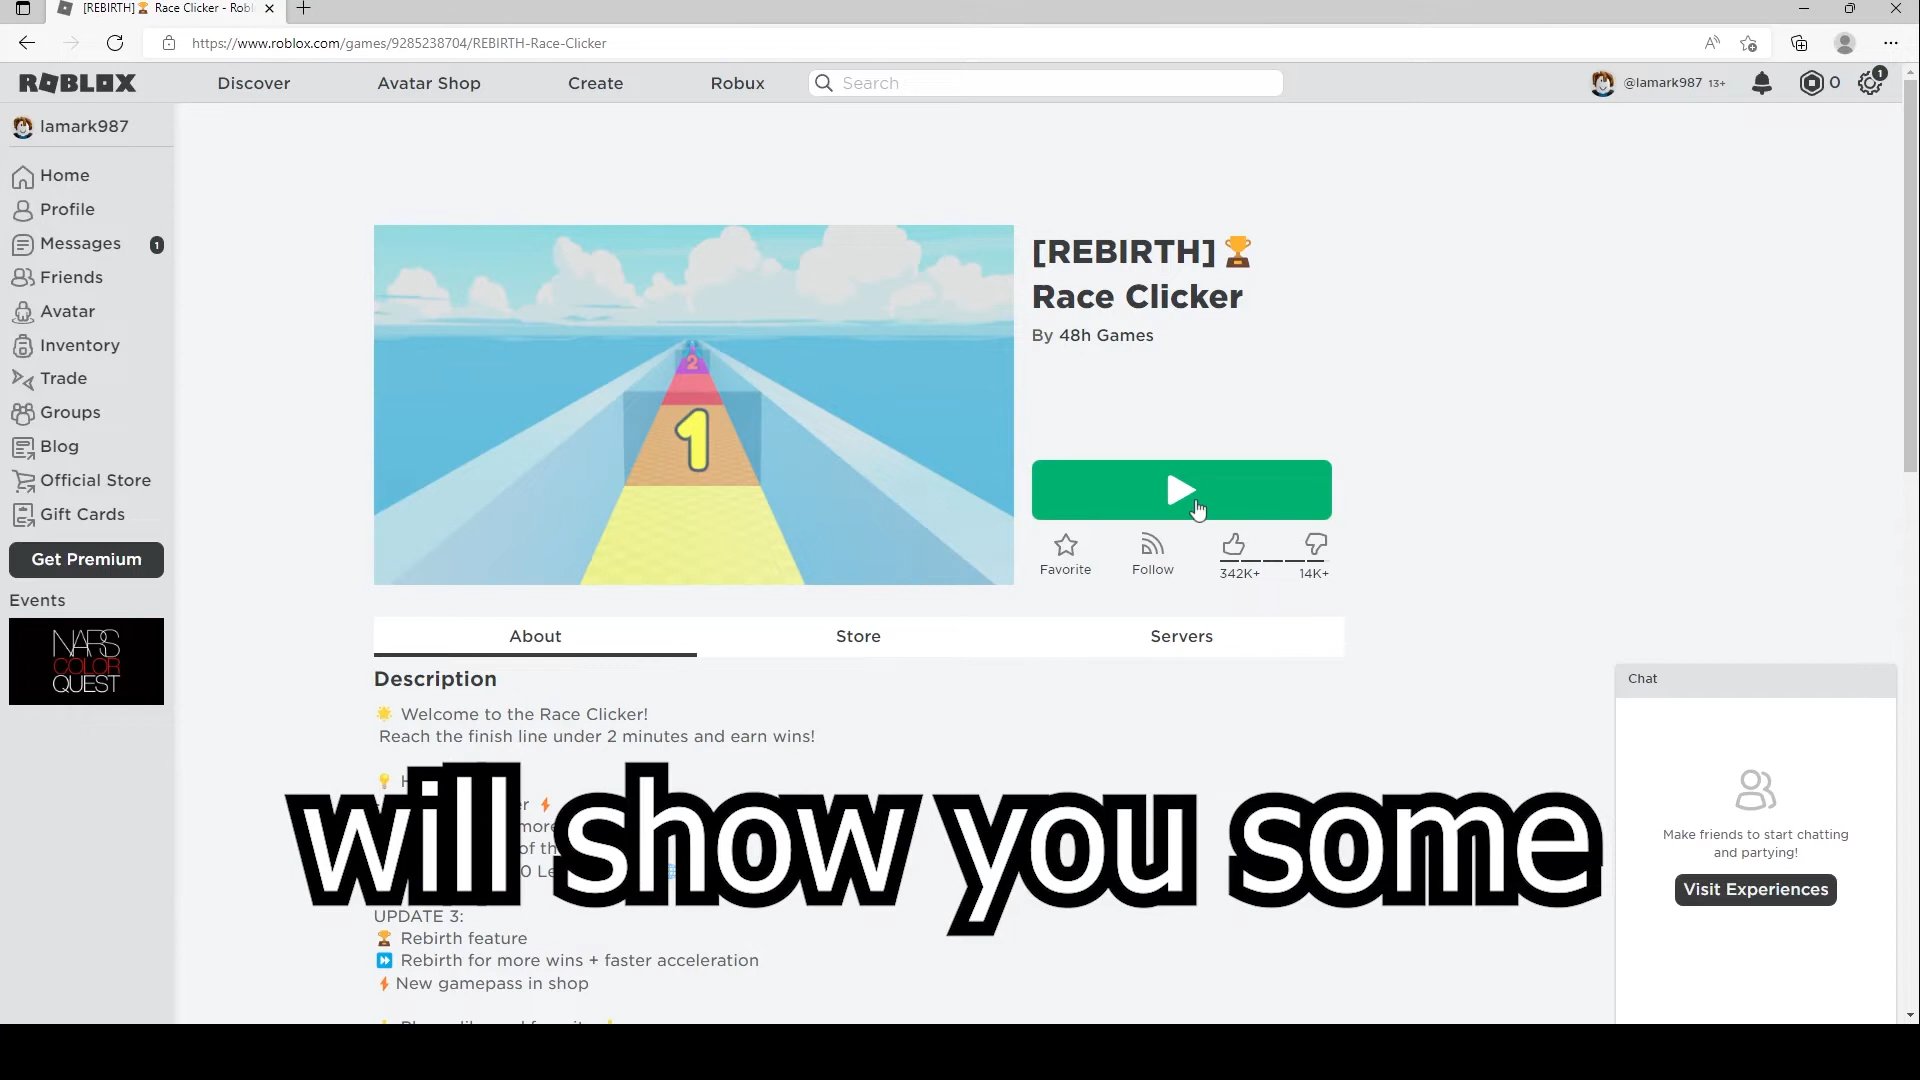 [REBIRTH]🏆 Race Clicker - Robl
https://www.roblox.com/games/9285238704/REBIRTH-Race-Clicker
ROBLOX
Discover
Avatar Shop
Create
Robux
Search
@lamark987 13+
0
1
lamark987
Home
Profile
Messages 1
Friends
Avatar
Inventory
Trade
Groups
Blog
Official Store
Gift Cards
Get Premium
Events
NARS
COLOR
QUEST
2
1
[REBIRTH]🏆
Race Clicker
By 48h Games
Favorite
Follow
342K+
14K+
About
Store
Servers
Description
🌟 Welcome to the Race Clicker!
Reach the finish line under 2 minutes and earn wins!
will show you some
UPDATE 3:
🏆 Rebirth feature
⏩ Rebirth for more wins + faster acceleration
⚡ New gamepass in shop
Chat
Make friends to start chatting
and partying!
Visit Experiences